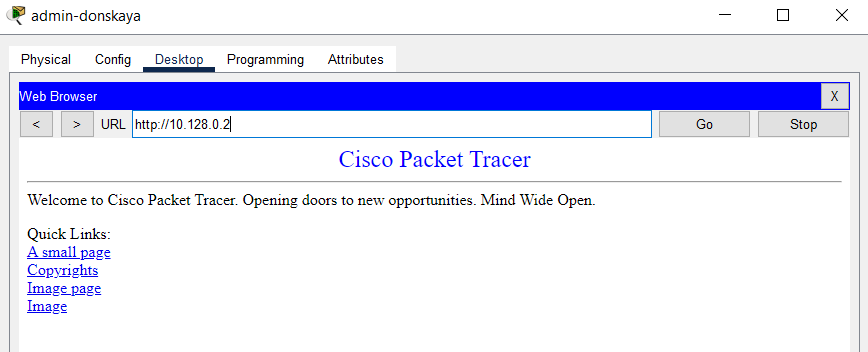 admin-donskaya
Physical Config Desktop Programming Attributes
Web Browser X
< > URL http://10.128.0.2 Go Stop
Cisco Packet Tracer
Welcome to Cisco Packet Tracer. Opening doors to new opportunities. Mind Wide Open.
Quick Links:
A small page
Copyrights
Image page
Image